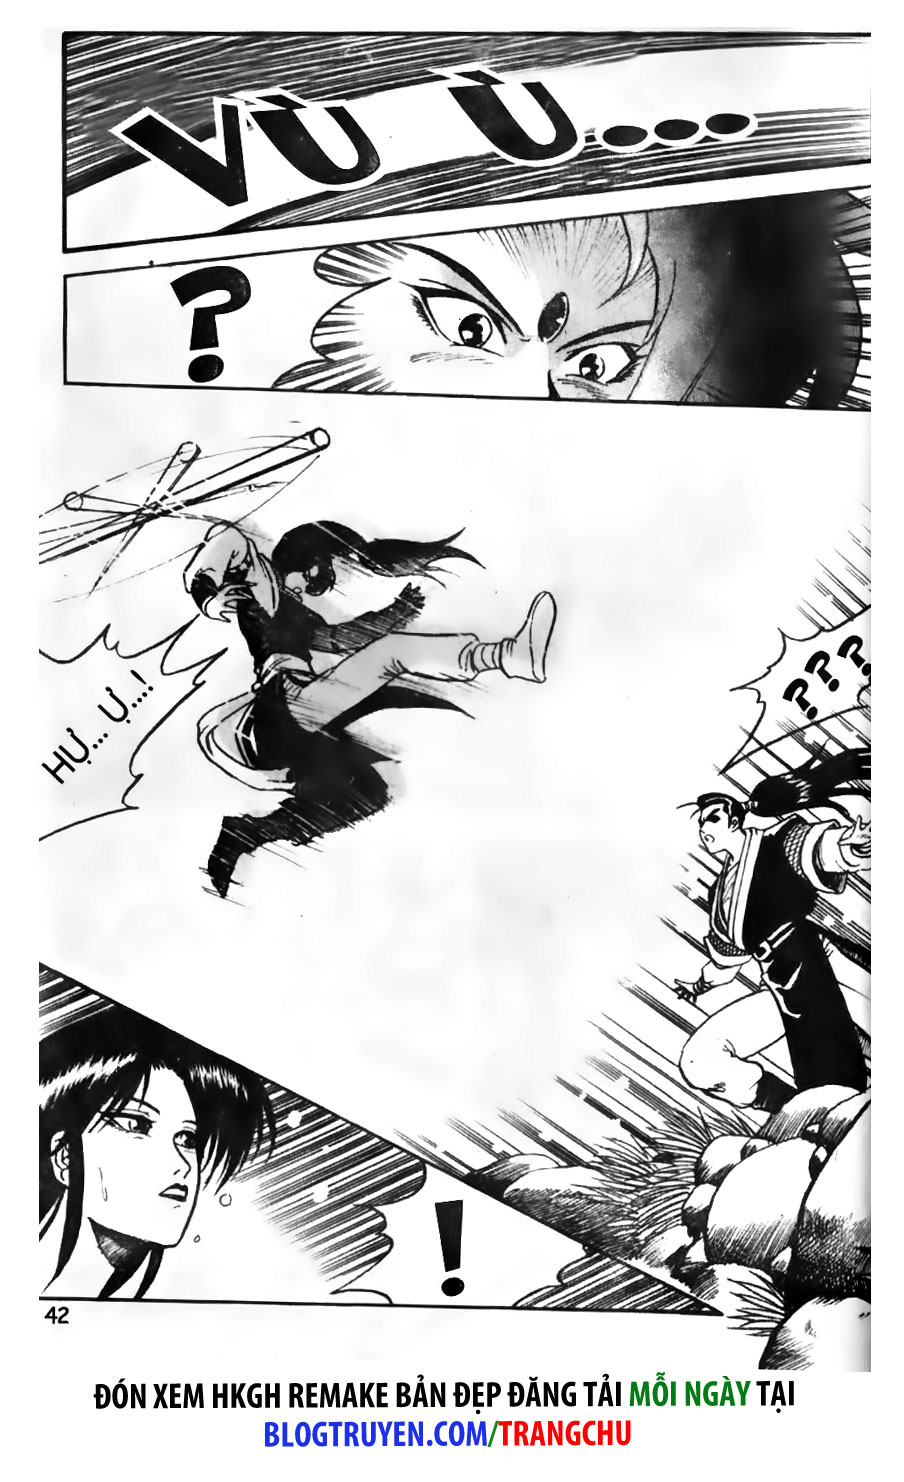 VÙ Ù....
?
HỰ... Ự...!
???
!
42
ĐÓN XEM HKGH REMAKE BẢN ĐẸP ĐĂNG TẢI MỖI NGÀY TẠI
BLOGTRUYEN.COM/TRANGCHU